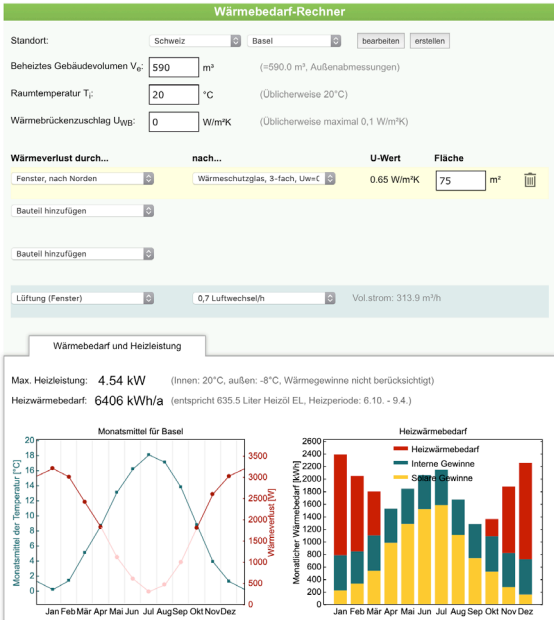 Wärmebedarf-Rechner
Standort: Schweiz Basel bearbeiten erstellen
Beheiztes Gebäudevolumen Ve: 590 m³ (=590.0 m³, Außenabmessungen)
Raumtemperatur Ti: 20 °C (Üblicherweise 20°C)
Wärmebrückenzuschlag UWB: 0 W/m²K (Üblicherweise maximal 0,1 W/m²K)
Wärmeverlust durch... nach... U-Wert Fläche
Fenster, nach Norden Wärmeschutzglas, 3-fach, Uw=0 0.65 W/m²K 75 m²
Bauteil hinzufügen
Bauteil hinzufügen
Lüftung (Fenster) 0,7 Luftwechsel/h Vol.strom: 313.9 m³/h
Wärmebedarf und Heizleistung
Max. Heizleistung: 4.54 kW (Innen: 20°C, außen: -8°C, Wärmegewinne nicht berücksichtigt)
Heizwärmebedarf: 6406 kWh/a (entspricht 635.5 Liter Heizöl EL, Heizperiode: 6.10. - 9.4.)
Monatsmittel für Basel
Monatsmittel der Temperatur [°C]
20
18
16
14
12
10
8
6
4
2
0
3500
3000
2500
2000
1500
1000
500
0
Wärmeverlust [W]
Jan Feb Mär Apr Mai Jun Jul Aug Sep Okt Nov Dez
Heizwärmebedarf
Monatlicher Wärmebedarf [kWh]
2600
2400
2200
2000
1800
1600
1400
1200
1000
800
600
400
200
0
Heizwärmebedarf
Interne Gewinne
Solare Gewinne
Jan Feb Mär Apr Mai Jun Jul Aug Sep Okt Nov Dez